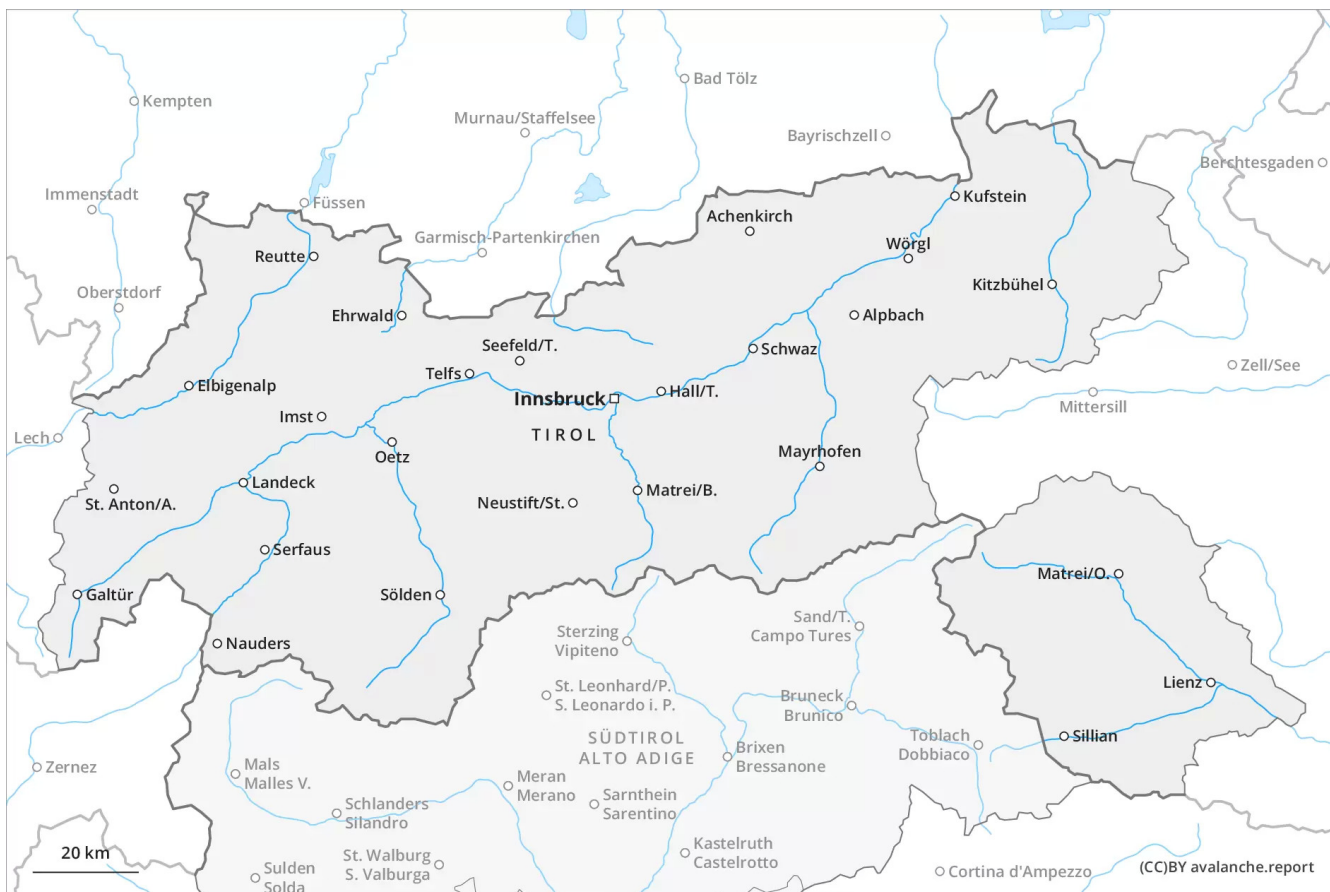 Bad Tölz
Kempten
Murnau/Staffelsee
Bayrischzell
Berchtesgaden
Immenstadt
Füssen
Kufstein
Achenkirch
Garmisch-Partenkirchen
Wörgl
Reutte
Kitzbühel
Oberstdorf
Ehrwald
Alpbach
Seefeld/T.
Schwaz
Zell/See
Telfs
Elbigenalp
Hall/T.
Innsbruck
Mittersill
Imst
TIROL
Lech
Oetz
Mayrhofen
Landeck
Matrei/B.
St. Anton/A.
Neustift/St.
Serfaus
Matrei/O.
Galtür
Sölden
Sand/T.
Campo Tures
Sterzing
Vipiteno
Nauders
Lienz
St. Leonhard/P.
S. Leonardo i. P.
Bruneck
Brunico
SÜDTIROL
ALTO ADIGE
Toblach
Dobbiaco
Sillian
Brixen
Bressanone
Zernez
Mals
Malles V.
Meran
Merano
Sarnthein
Sarentino
Schlanders
Silandro
Kastelruth
Castelrotto
20 km
St. Walburg
S. Valburga
Sulden
Solda
Cortina d'Ampezzo
(CC)BY avalanche.report